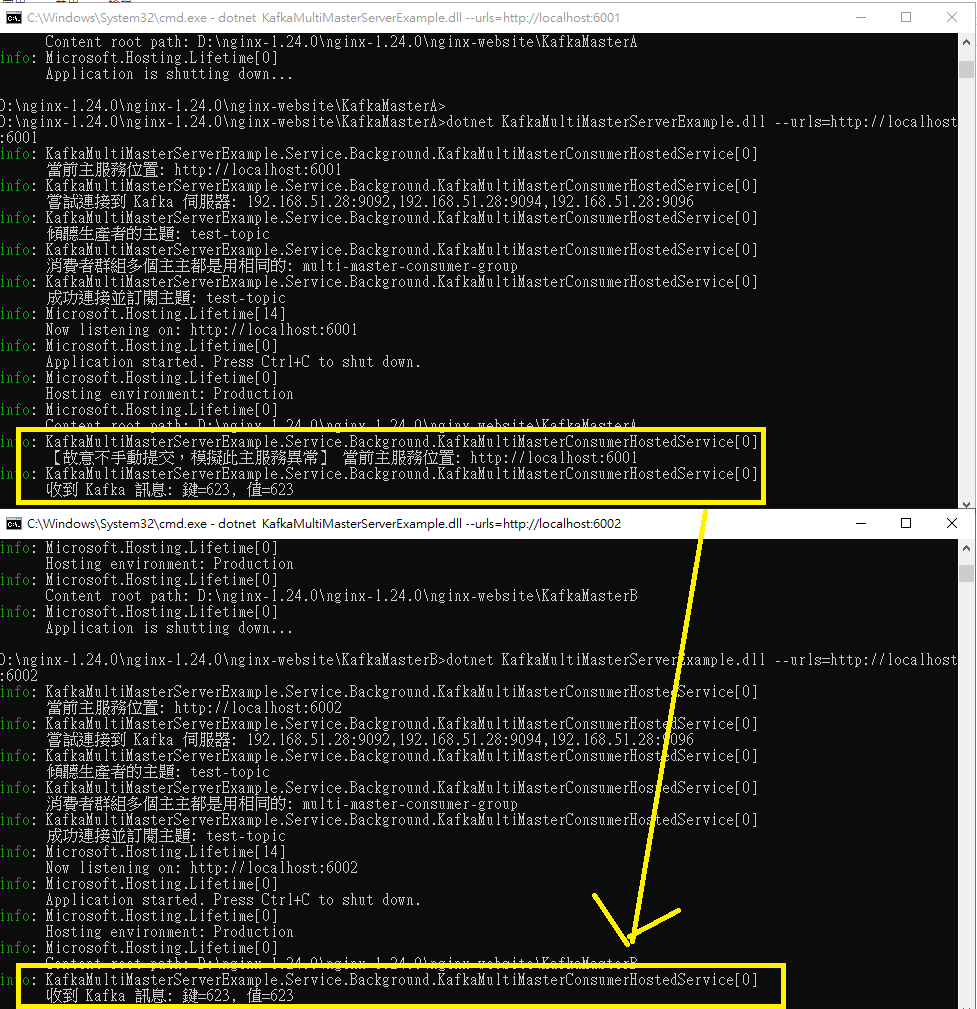 C:\Windows\System32\cmd.exe - dotnet KafkaMultiMasterServerExample.dll --urls=http://localhost:6001
Content root path: D:\nginx-1.24.0\nginx-1.24.0\nginx-website\KafkaMasterA
info: Microsoft.Hosting.Lifetime[0]
Application is shutting down...
D:\nginx-1.24.0\nginx-1.24.0\nginx-website\KafkaMasterA>
D:\nginx-1.24.0\nginx-1.24.0\nginx-website\KafkaMasterA>dotnet KafkaMultiMasterServerExample.dll --urls=http://localhost
:6001
info: KafkaMultiMasterServerExample.Service.Background.KafkaMultiMasterConsumerHostedService[0]
當前主服務位置: http://localhost:6001
info: KafkaMultiMasterServerExample.Service.Background.KafkaMultiMasterConsumerHostedService[0]
嘗試連接到 Kafka 伺服器: 192.168.51.28:9092,192.168.51.28:9094,192.168.51.28:9096
info: KafkaMultiMasterServerExample.Service.Background.KafkaMultiMasterConsumerHostedService[0]
傾聽生產者的主題: test-topic
info: KafkaMultiMasterServerExample.Service.Background.KafkaMultiMasterConsumerHostedService[0]
消費者群組多個主主都是用相同的: multi-master-consumer-group
info: KafkaMultiMasterServerExample.Service.Background.KafkaMultiMasterConsumerHostedService[0]
成功連接並訂閱主題: test-topic
info: Microsoft.Hosting.Lifetime[14]
Now listening on: http://localhost:6001
info: Microsoft.Hosting.Lifetime[0]
Application started. Press Ctrl+C to shut down.
info: Microsoft.Hosting.Lifetime[0]
Hosting environment: Production
info: Microsoft.Hosting.Lifetime[0]
Content root path: D:\nginx-1.24.0\nginx-1.24.0\nginx-website\KafkaMasterA
info: KafkaMultiMasterServerExample.Service.Background.KafkaMultiMasterConsumerHostedService[0]
[故意不手動提交，模擬此主服務異常] 當前主服務位置: http://localhost:6001
info: KafkaMultiMasterServerExample.Service.Background.KafkaMultiMasterConsumerHostedService[0]
收到 Kafka 訊息: 鍵=623, 值=623
C:\Windows\System32\cmd.exe - dotnet KafkaMultiMasterServerExample.dll --urls=http://localhost:6002
info: Microsoft.Hosting.Lifetime[0]
Hosting environment: Production
info: Microsoft.Hosting.Lifetime[0]
Content root path: D:\nginx-1.24.0\nginx-1.24.0\nginx-website\KafkaMasterB
info: Microsoft.Hosting.Lifetime[0]
Application is shutting down...
D:\nginx-1.24.0\nginx-1.24.0\nginx-website\KafkaMasterB>dotnet KafkaMultiMasterServerExample.dll --urls=http://localhost
:6002
info: KafkaMultiMasterServerExample.Service.Background.KafkaMultiMasterConsumerHostedService[0]
當前主服務位置: http://localhost:6002
info: KafkaMultiMasterServerExample.Service.Background.KafkaMultiMasterConsumerHostedService[0]
嘗試連接到 Kafka 伺服器: 192.168.51.28:9092,192.168.51.28:9094,192.168.51.28:9096
info: KafkaMultiMasterServerExample.Service.Background.KafkaMultiMasterConsumerHostedService[0]
傾聽生產者的主題: test-topic
info: KafkaMultiMasterServerExample.Service.Background.KafkaMultiMasterConsumerHostedService[0]
消費者群組多個主主都是用相同的: multi-master-consumer-group
info: KafkaMultiMasterServerExample.Service.Background.KafkaMultiMasterConsumerHostedService[0]
成功連接並訂閱主題: test-topic
info: Microsoft.Hosting.Lifetime[14]
Now listening on: http://localhost:6002
info: Microsoft.Hosting.Lifetime[0]
Application started. Press Ctrl+C to shut down.
info: Microsoft.Hosting.Lifetime[0]
Hosting environment: Production
info: Microsoft.Hosting.Lifetime[0]
Content root path: D:\nginx-1.24.0\nginx-1.24.0\nginx-website\KafkaMasterB
info: KafkaMultiMasterServerExample.Service.Background.KafkaMultiMasterConsumerHostedService[0]
收到 Kafka 訊息: 鍵=623, 值=623